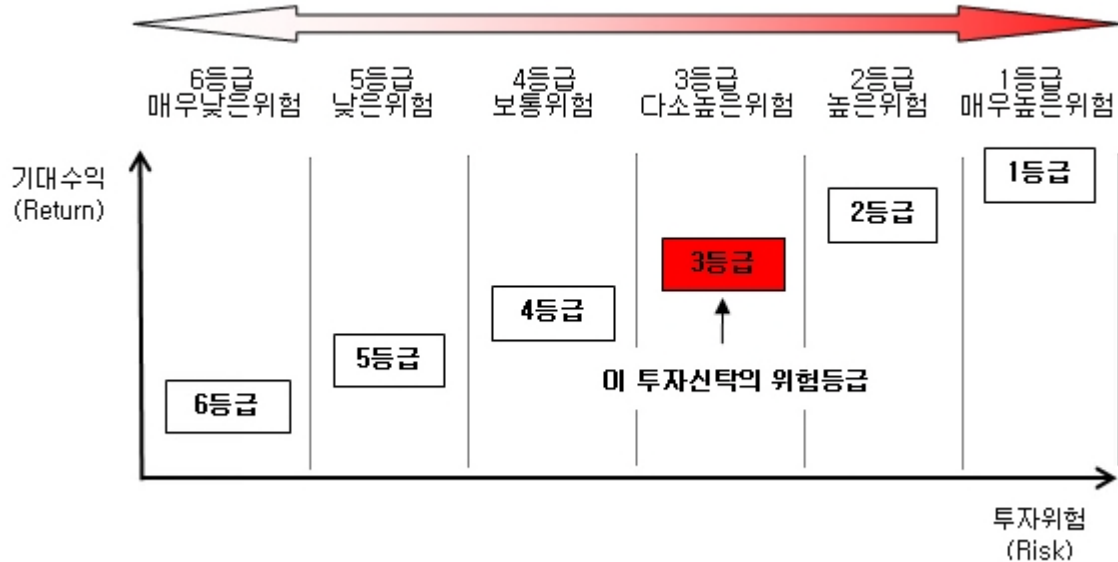 6등급
매우낮은위험
5등급
낮은위험
4등급
보통위험
3등급
다소높은위험
2등급
높은위험
1등급
매우높은위험
기대수익
(Return)
1등급
2등급
3등급
4등급
5등급
이 투자신탁의 위험등급
6등급
투자위험
(Risk)